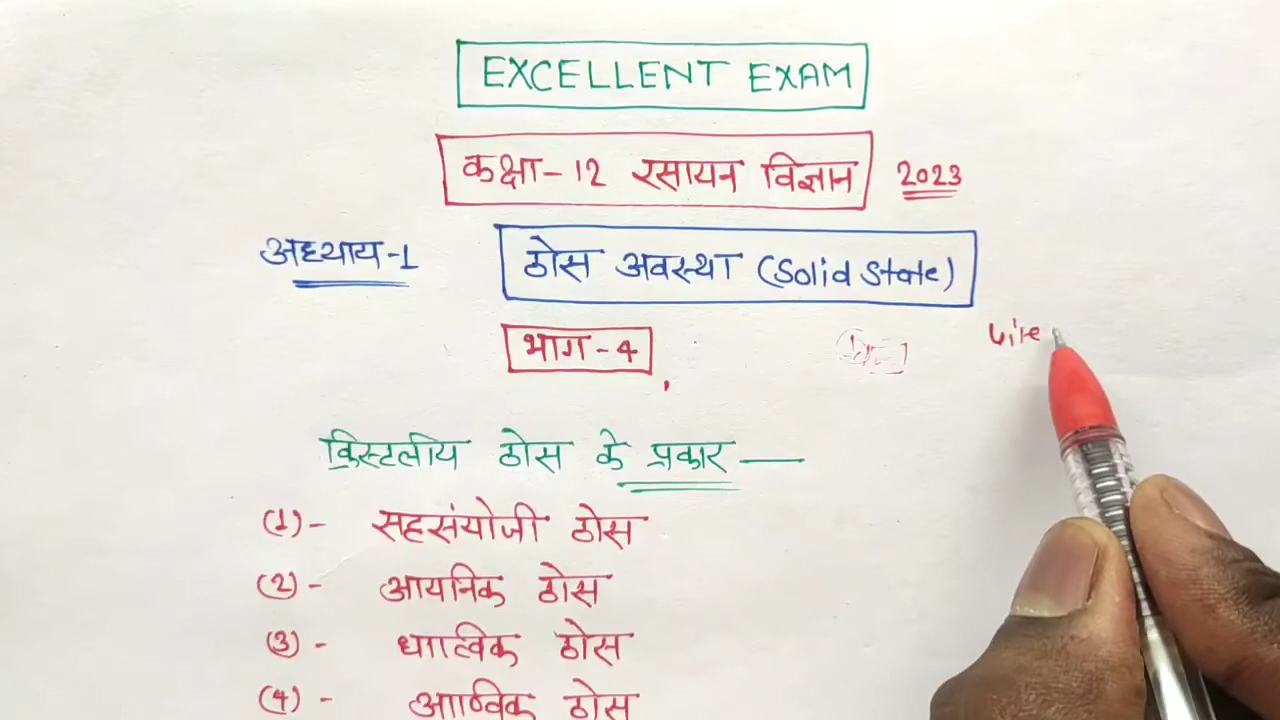 EXCELLENT EXAM
कक्षा-12 रसायन विज्ञान 2023
अध्याय-1 ठोस अवस्था (Solid State)
भाग-4
क्रिस्टलीय ठोस के प्रकार —
(1)- सहसंयोजी ठोस
(2)- आयनिक ठोस
(3)- धात्विक ठोस
(4)- आण्विक ठोस